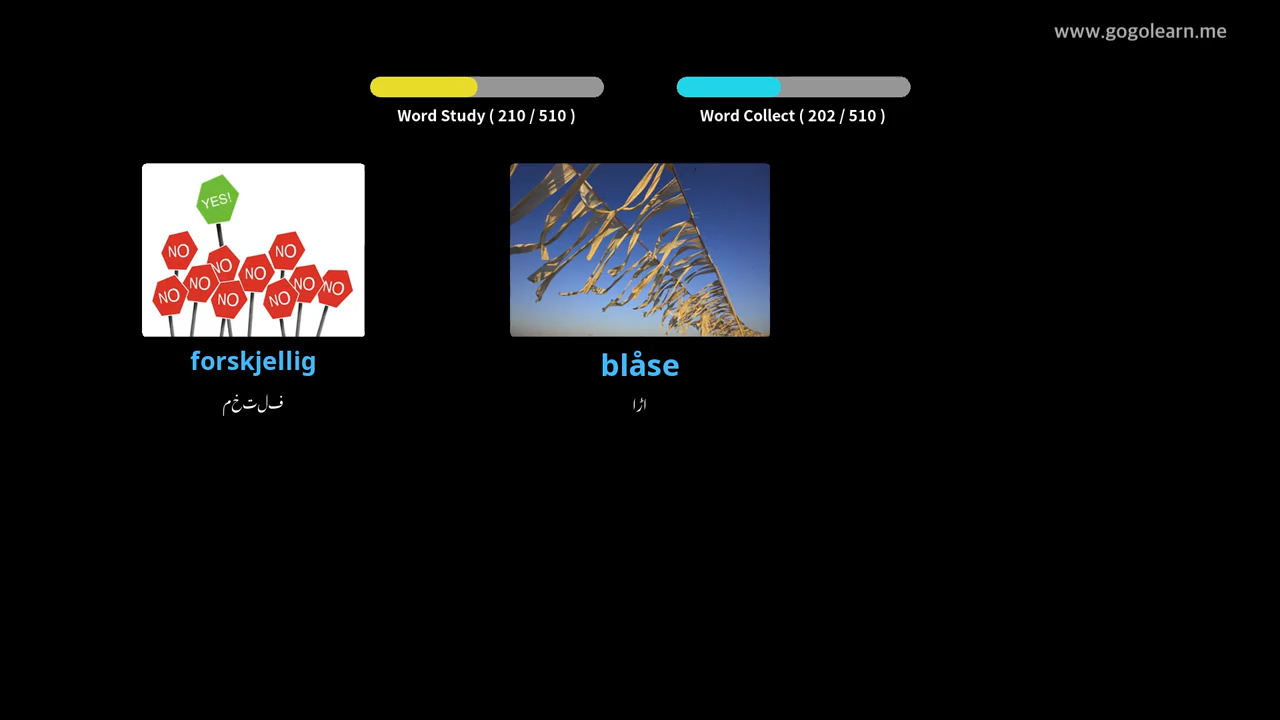 www.gogolearn.me
Word Study ( 210 / 510 )
Word Collect ( 202 / 510 )
YES!
NO
NO
NO
NO
NO
NO
NO
NO
NO
NO
forskjellig
فلتخم
blåse
اڑا